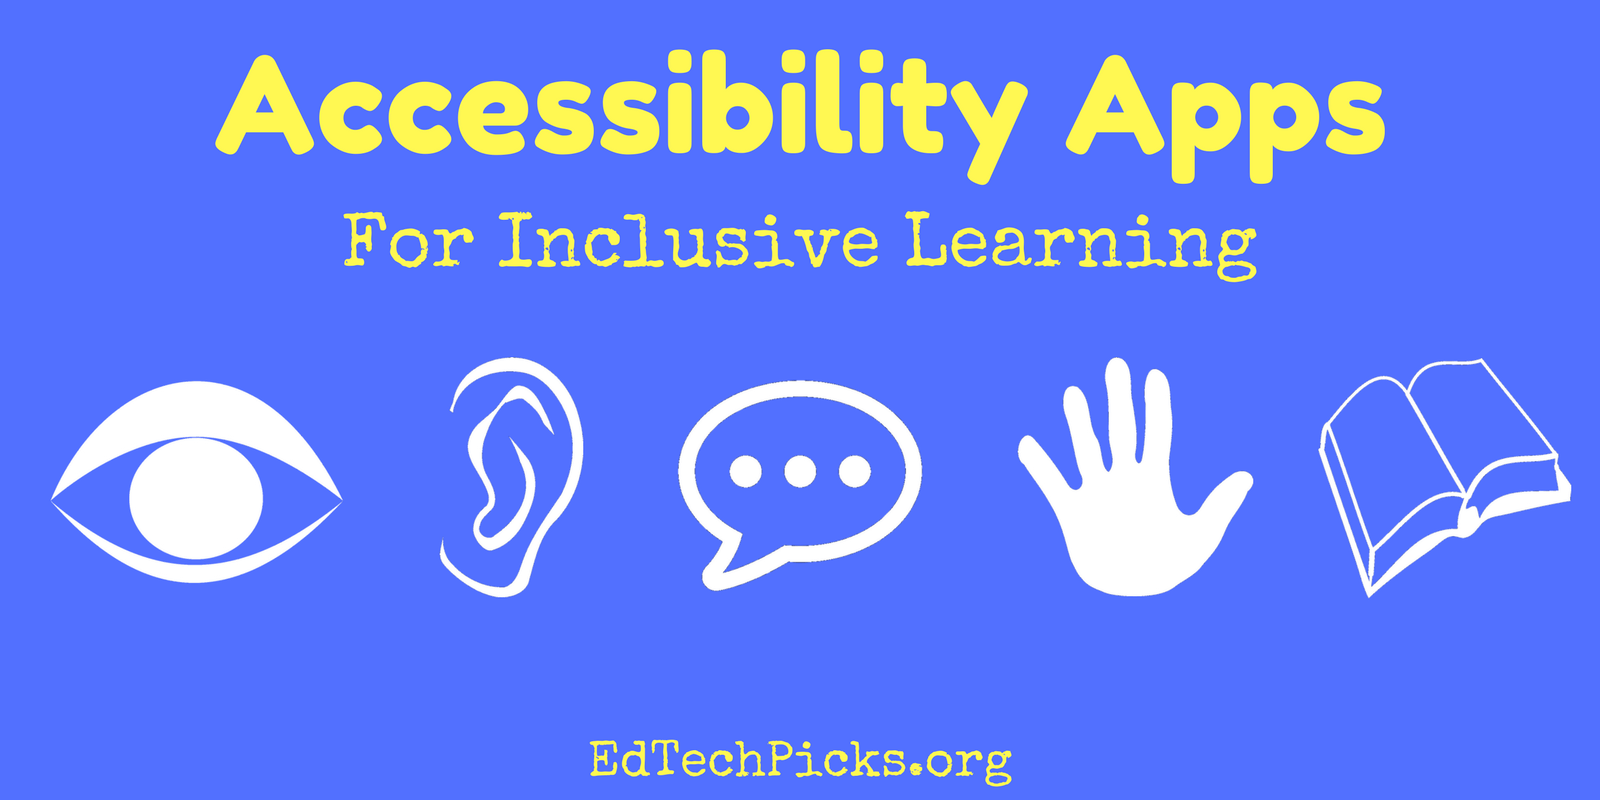 Accessibility Apps
For Inclusive Learning
EdTechPicks.org